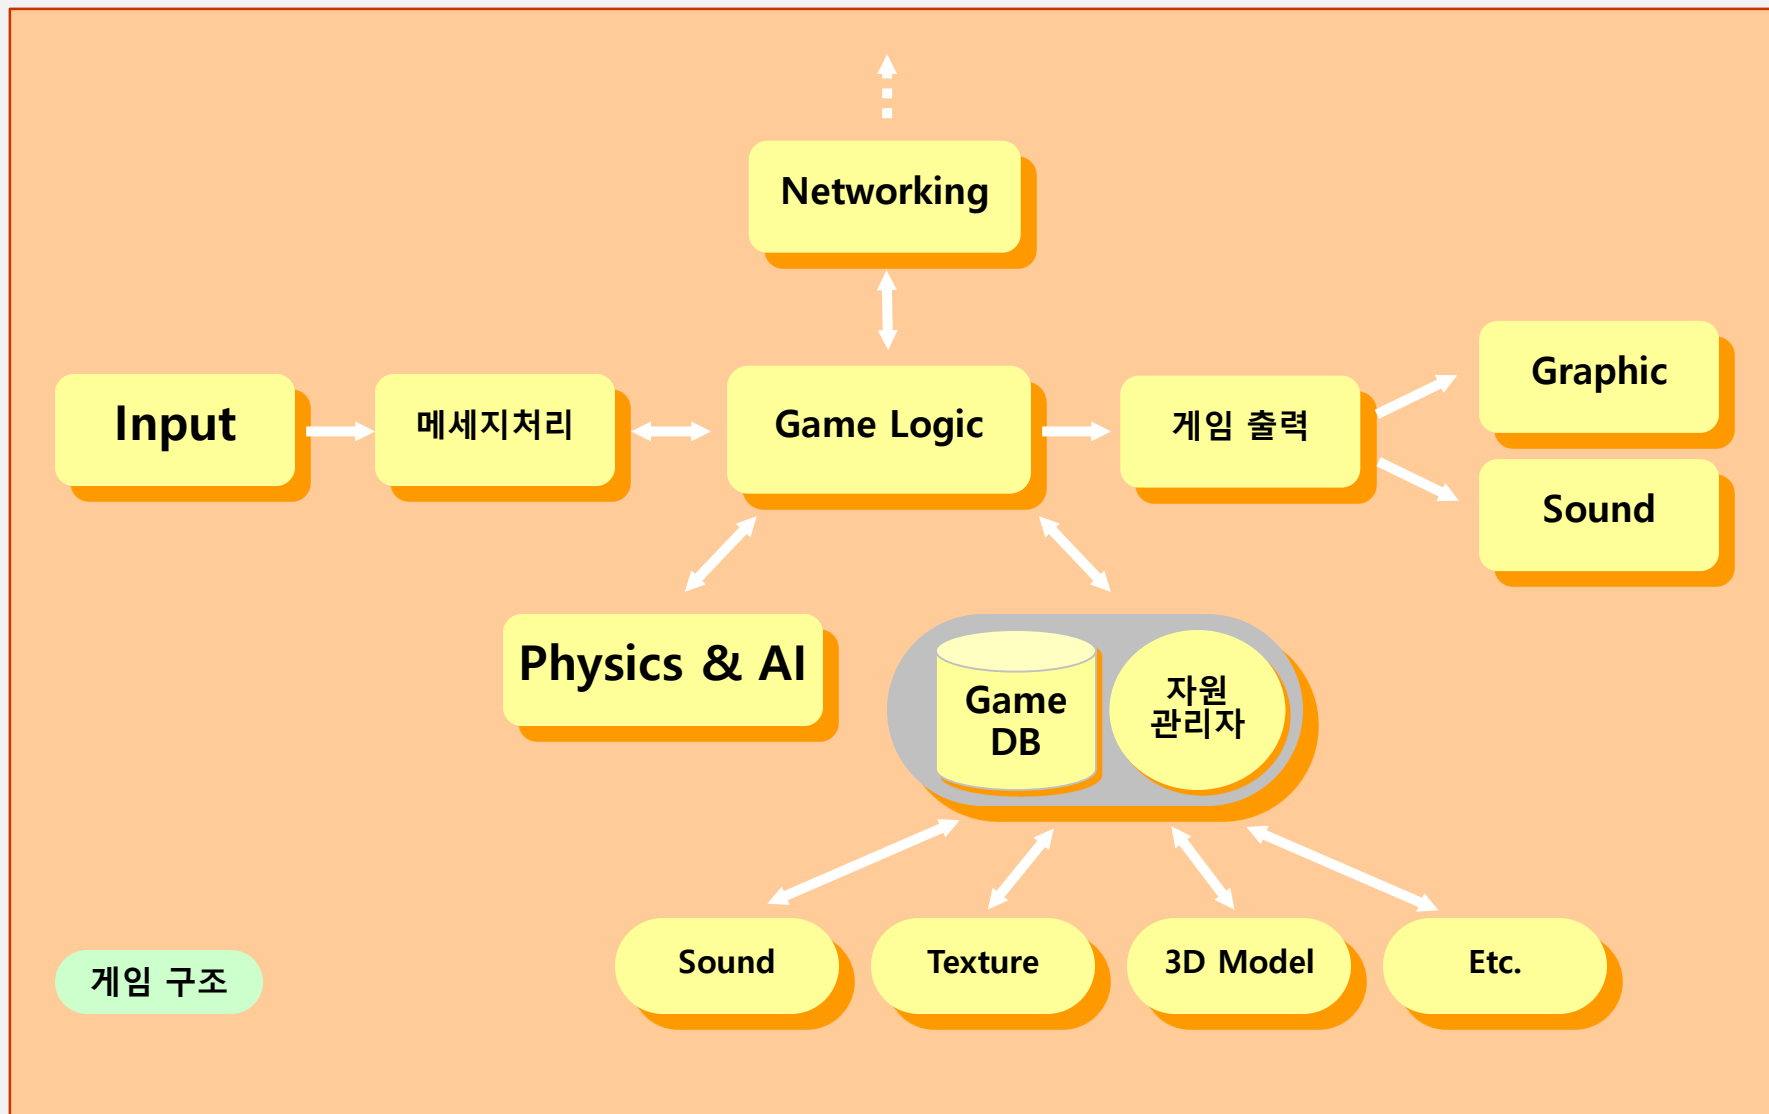 Networking
Input
메세지처리
Game Logic
게임 출력
Graphic
Sound
Physics & AI
Game
DB
자원
관리자
Sound
Texture
3D Model
Etc.
게임 구조